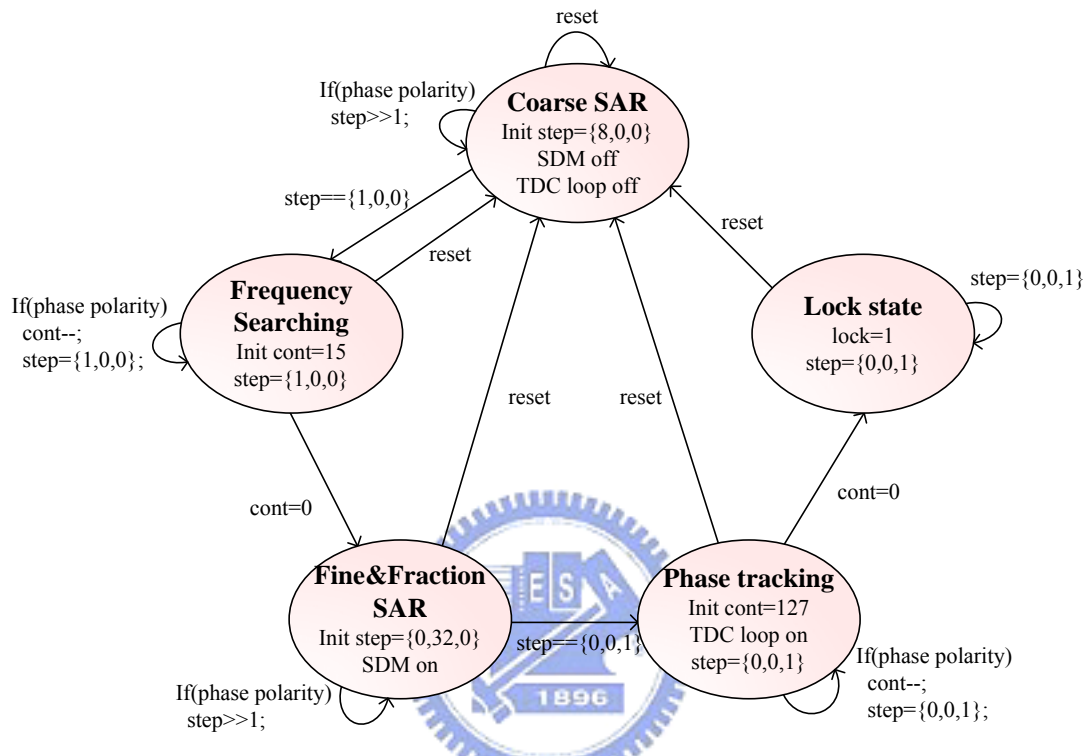 reset
If(phase polarity)
step>>1;
Coarse SAR
Init step={8,0,0}
SDM off
TDC loop off
step=={1,0,0}
reset
reset
If(phase polarity)
cont--;
step={1,0,0};
Frequency
Searching
Init cont=15
step={1,0,0}
Lock state
lock=1
step={0,0,1}
step={0,0,1}
reset
reset
cont=0
cont=0
Fine&Fraction
SAR
Init step={0,32,0}
SDM on
If(phase polarity)
step>>1;
step=={0,0,1}
Phase tracking
Init cont=127
TDC loop on
step={0,0,1}
If(phase polarity)
cont--;
step={0,0,1};
E S A
1896